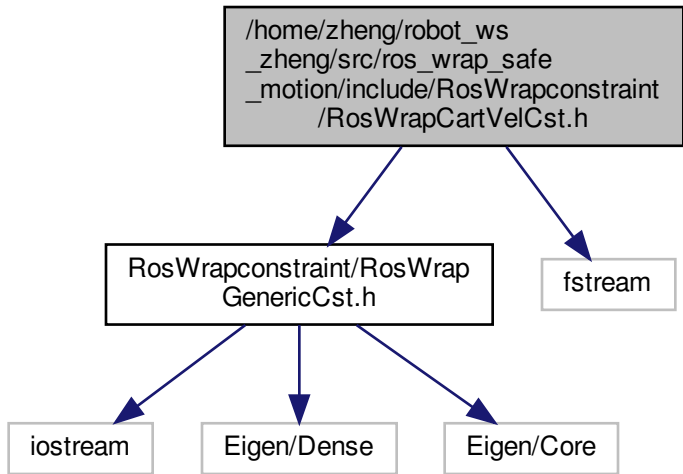 /home/zheng/robot_ws
_zheng/src/ros_wrap_safe
_motion/include/RosWrapconstraint
/RosWrapCartVelCst.h
RosWrapconstraint/RosWrap
GenericCst.h
fstream
iostream
Eigen/Dense
Eigen/Core